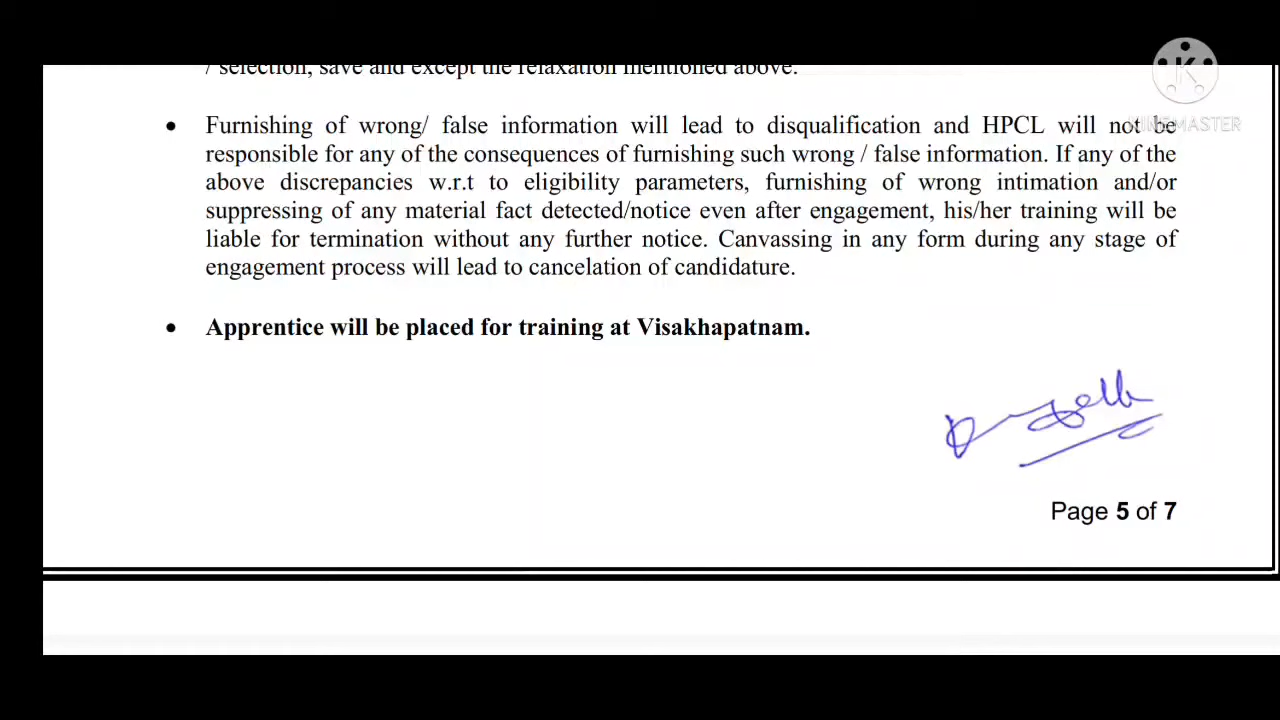 / selection, save and except the relaxation mentioned above.
KINEMASTER
• Furnishing of wrong/ false information will lead to disqualification and HPCL will not be
responsible for any of the consequences of furnishing such wrong / false information. If any of the
above discrepancies w.r.t to eligibility parameters, furnishing of wrong intimation and/or
suppressing of any material fact detected/notice even after engagement, his/her training will be
liable for termination without any further notice. Canvassing in any form during any stage of
engagement process will lead to cancelation of candidature.
• Apprentice will be placed for training at Visakhapatnam.
Page 5 of 7